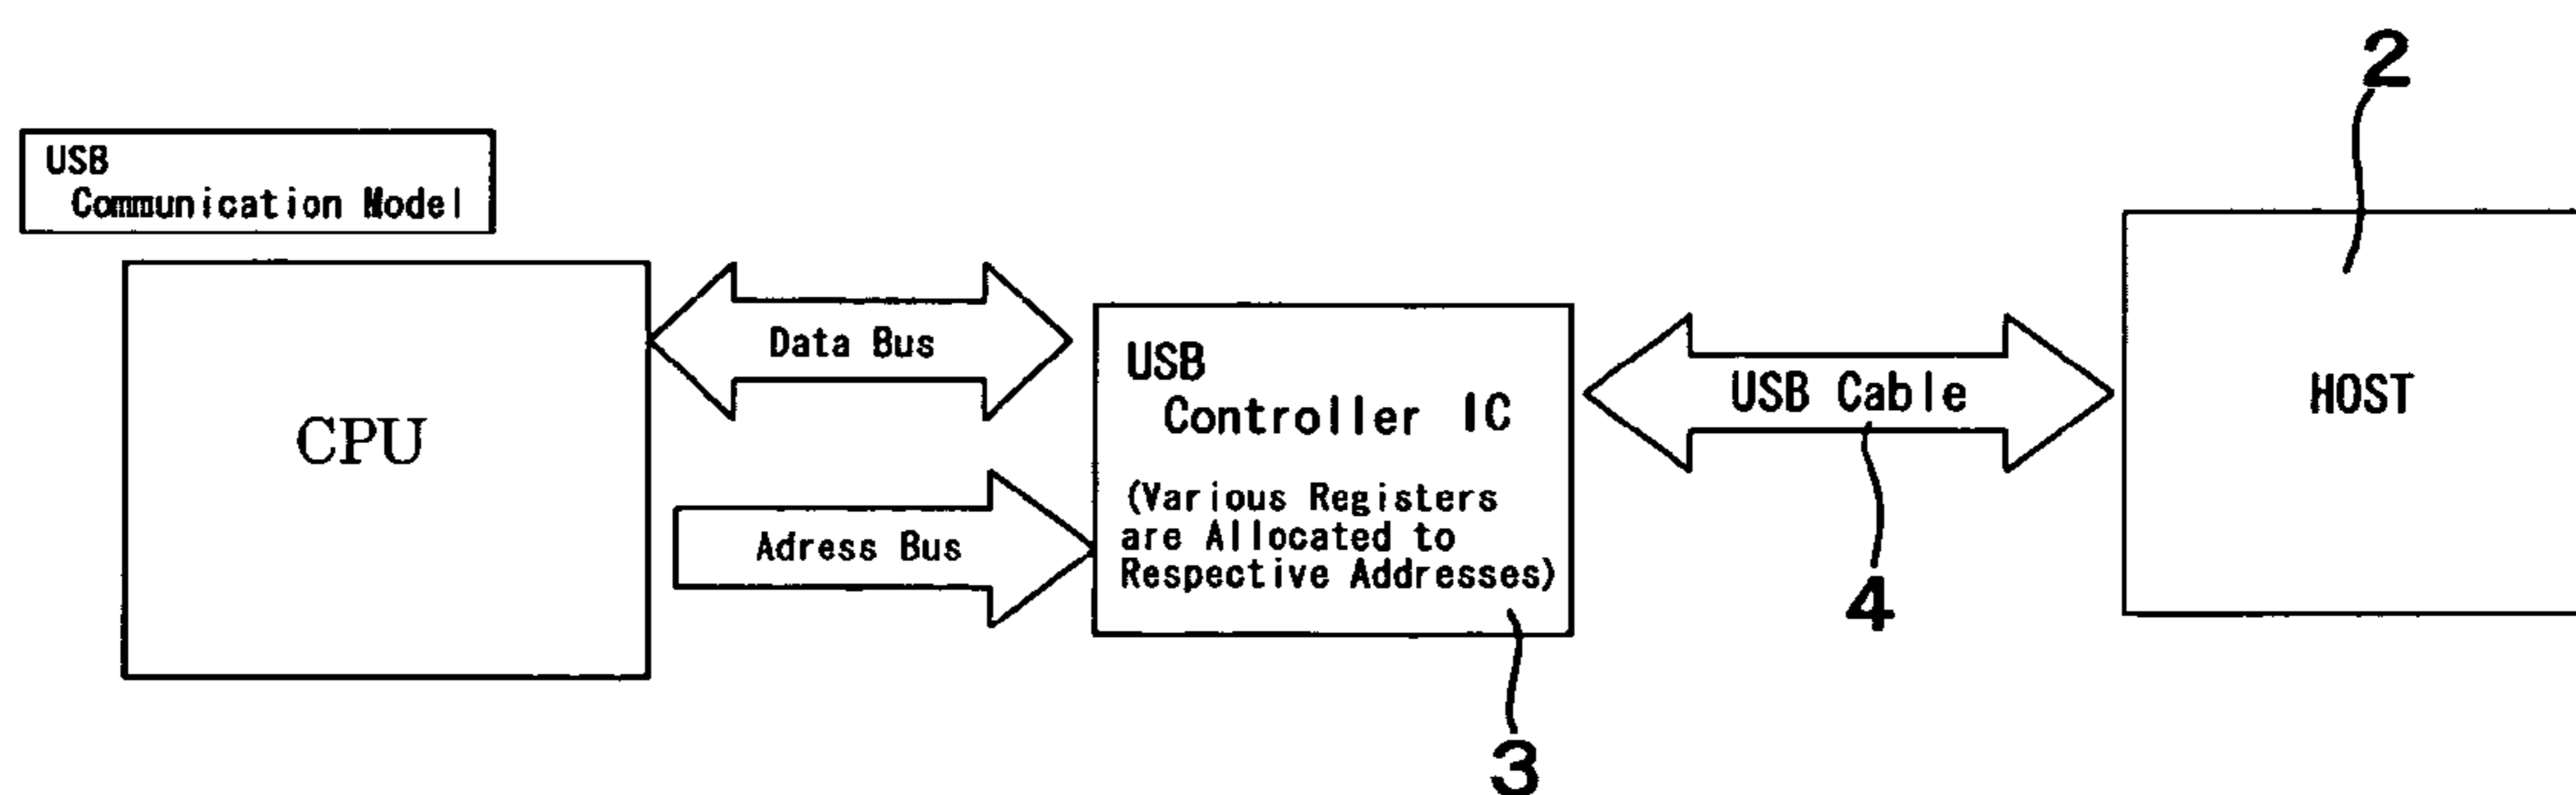 2
USB
Communication Model
CPU
Data Bus
Adress Bus
USB
Controller IC
(Various Registers
are Allocated to
Respective Addresses)
3
USB Cable
4
HOST